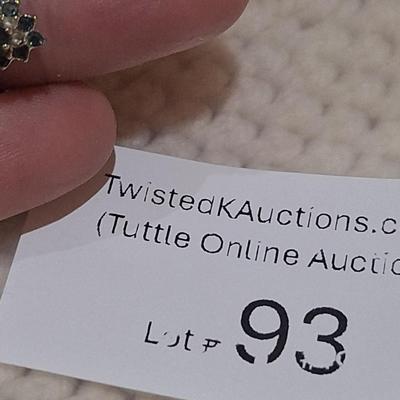 TwistedKAuctions.c
(Tuttle Online Auctio
Lot # 93